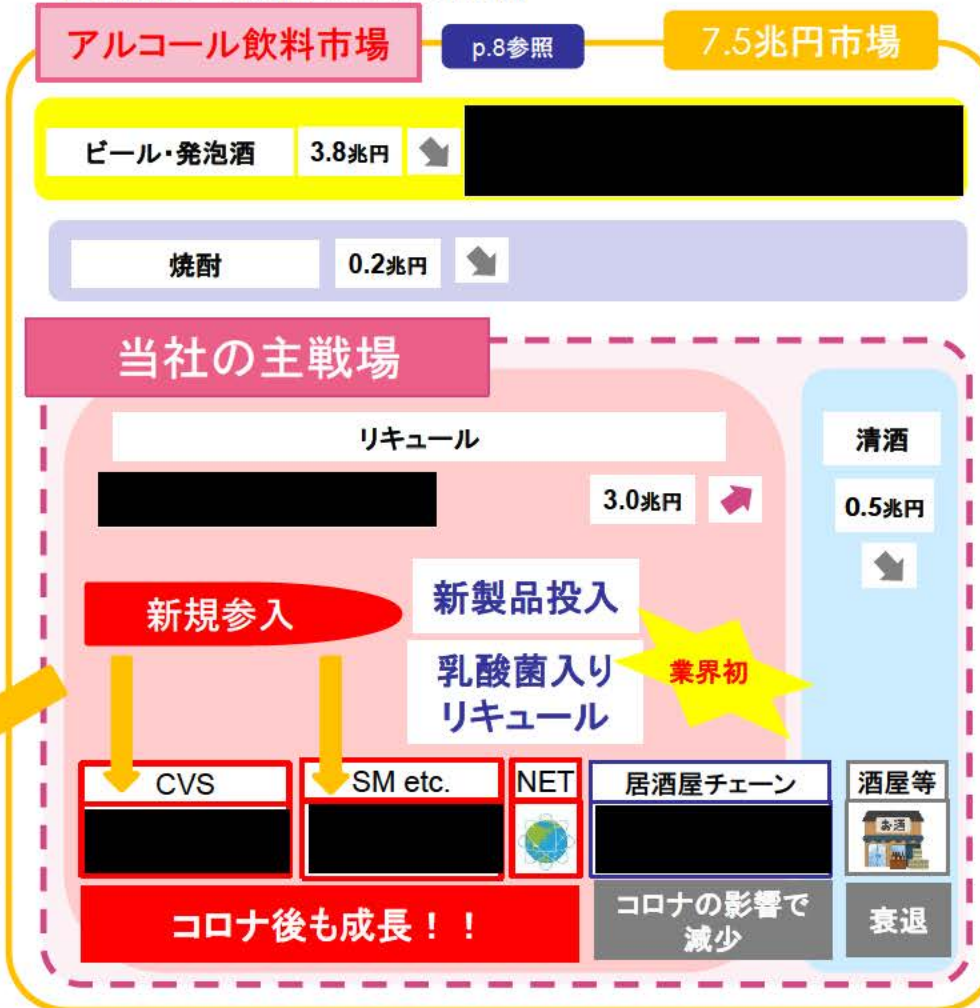 アルコール飲料市場
p.8参照
7.5兆円市場
ビール・発泡酒
3.8兆円
焼酎
0.2兆円
当社の主戦場
リキュール
3.0兆円
清酒
0.5兆円
新規参入
新製品投入
乳酸菌入り
リキュール
業界初
CVS
SM etc.
NET
居酒屋チェーン
酒屋等
お酒
コロナ後も成長！！
コロナの影響で
減少
衰退